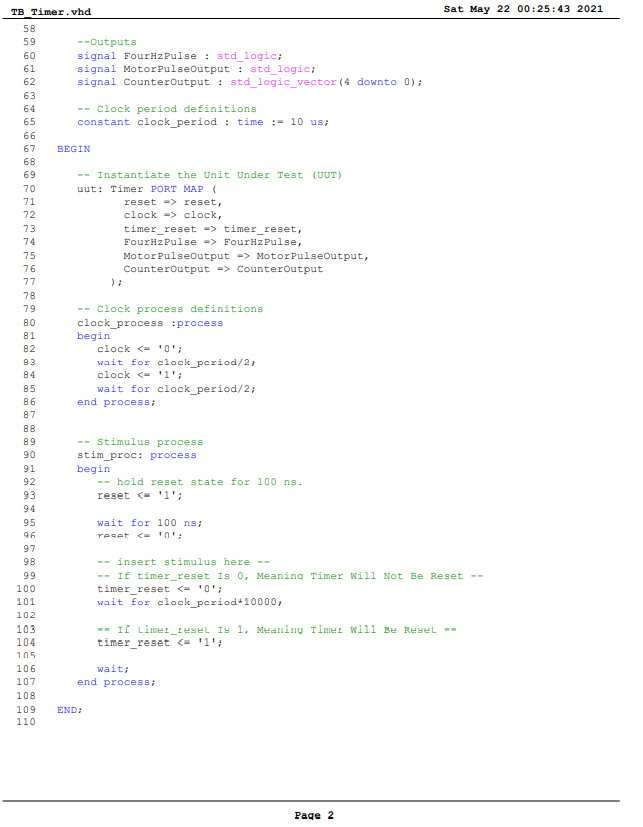 TB_Timer.vhd Sat May 22 00:25:43 2021
58
59 --Outputs
60 signal FourHzPulse : std_logic;
61 signal MotorPulseOutput : std_logic;
62 signal CounterOutput : std_logic_vector(4 downto 0);
63
64 -- Clock period definitions
65 constant clock_period : time := 10 us;
66
67 BEGIN
68
69 -- Instantiate the Unit Under Test (UUT)
70 uut: Timer PORT MAP (
71 reset => reset,
72 clock => clock,
73 timer_reset => timer_reset,
74 FourHzPulse => FourHzPulse,
75 MotorPulseOutput => MotorPulseOutput,
76 CounterOutput => CounterOutput
77 );
78
79 -- Clock process definitions
80 clock_process :process
81 begin
82 clock <= '0';
83 wait for clock_period/2;
84 clock <= '1';
85 wait for clock_period/2;
86 end process;
87
88
89 -- Stimulus process
90 stim_proc: process
91 begin
92 -- hold reset state for 100 ns.
93 reset <= '1';
94
95 wait for 100 ns;
96 reset <= '0';
97
98 -- insert stimulus here --
99 -- If timer_reset Is 0, Meaning Timer Will Not Be Reset --
100 timer_reset <= '0';
101 wait for clock_period*10000;
102
103 -- If timer_reset Is 1, Meaning Timer Will Be Reset --
104 timer_reset <= '1';
105
106 wait;
107 end process;
108
109 END;
110
Page 2